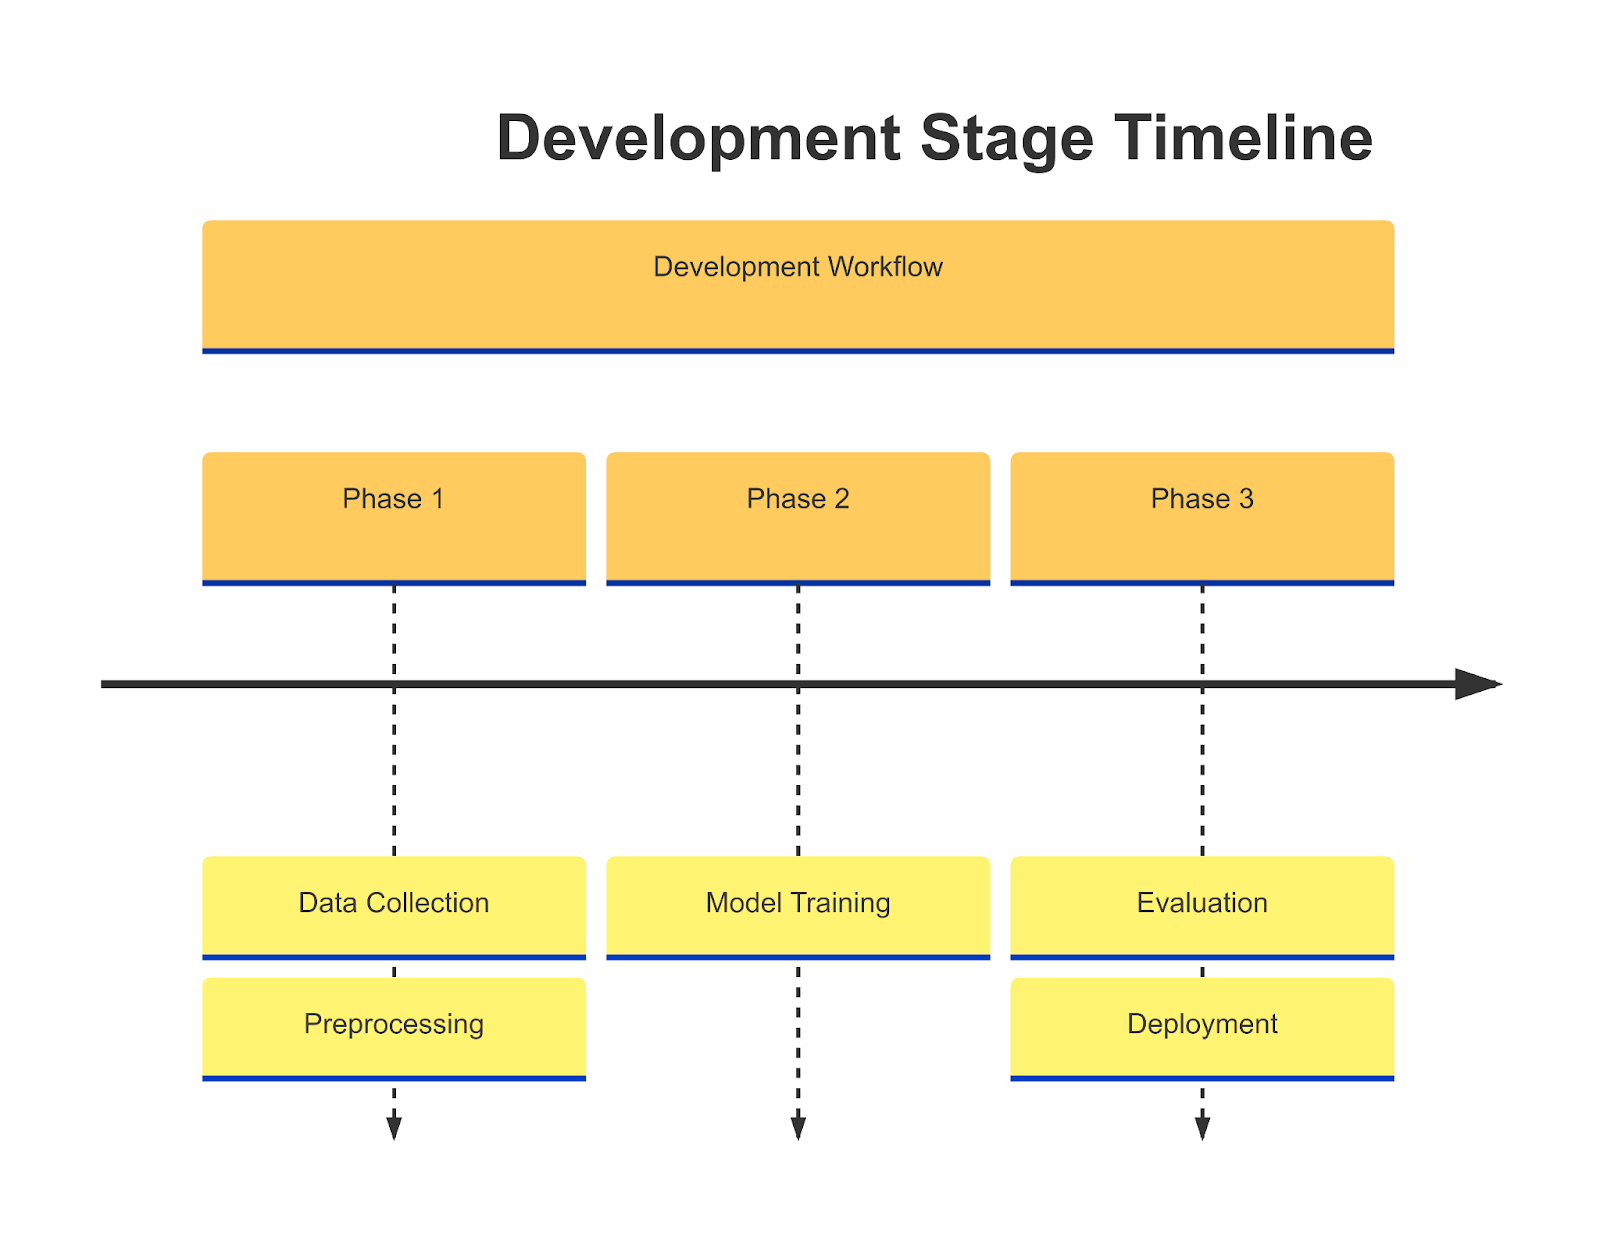 Development Stage Timeline
Development Workflow
Phase 1
Phase 2
Phase 3
Data Collection
Model Training
Evaluation
Preprocessing
Deployment